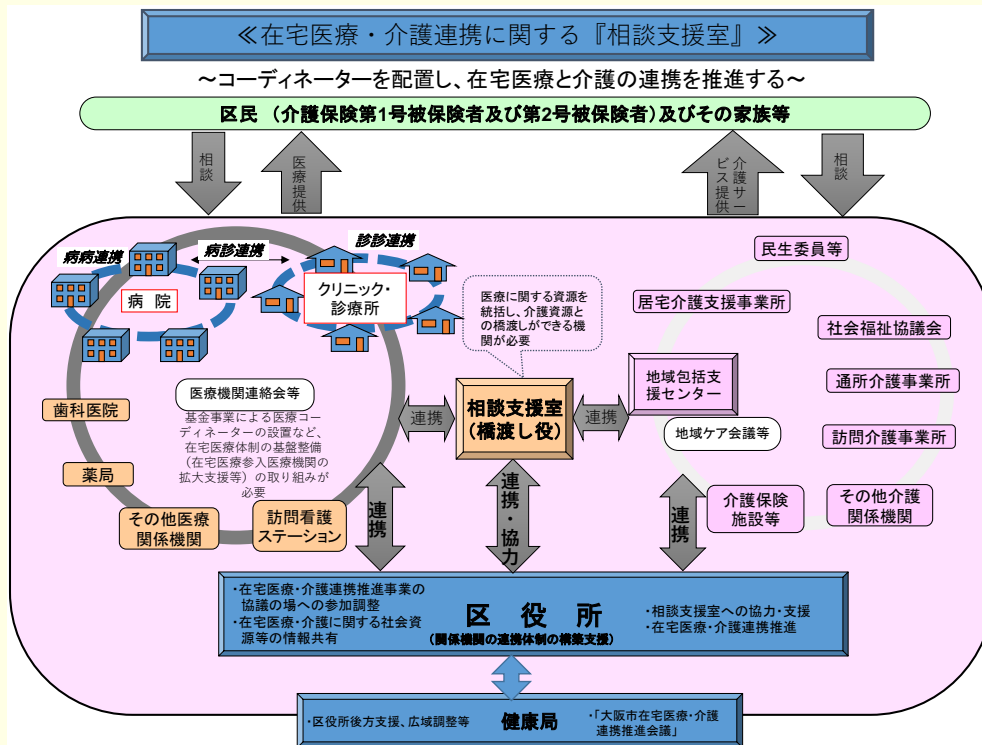 ≪在宅医療・介護連携に関する『相談支援室』≫
～コーディネーターを配置し、在宅医療と介護の連携を推進する～
区民 （介護保険第1号被保険者及び第2号被保険者）及びその家族等
相談
医療提供
介護サー
ビス提供
相談
病病連携
病診連携
診診連携
病 院
クリニック・
診療所
医療に関する資源を
統括し、介護資源と
の橋渡しができる機
関が必要
民生委員等
居宅介護支援事業所
社会福祉協議会
通所介護事業所
訪問介護事業所
その他介護
関係機関
介護保険
施設等
地域包括支
援センター
地域ケア会議等
医療機関連絡会等
基金事業による医療コー
ディネーターの設置など、
在宅医療体制の基盤整備
（在宅医療参入医療機関の
拡大支援等）の取り組みが
必要
歯科医院
薬局
その他医療
関係機関
訪問看護
ステーション
連携
相談支援室
（橋渡し役）
連携
連携
連携・協力
連携
・在宅医療・介護連携推進事業の
協議の場への参加調整
・在宅医療・介護に関する社会資
源等の情報共有
区 役 所
（関係機関の連携体制の構築支援）
・相談支援室への協力・支援
・在宅医療・介護連携推進
・区役所後方支援、広域調整等
健康局
・「大阪市在宅医療・介護
連携推進会議」